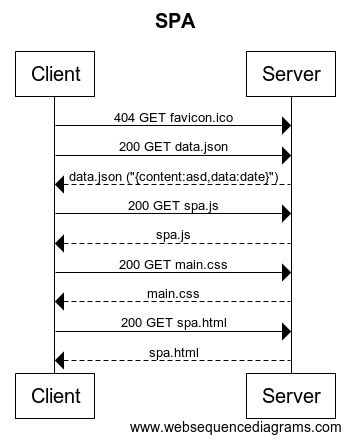 SPA
Client Server
404 GET favicon.ico
200 GET data.json
data.json ("{content:asd,data:date}")
200 GET spa.js
spa.js
200 GET main.css
main.css
200 GET spa.html
spa.html
Client Server
www.websequencediagrams.com